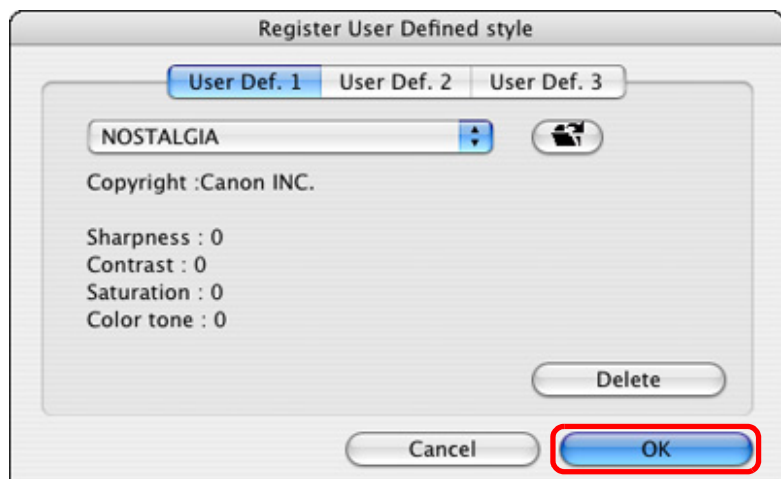 Register User Defined style
User Def. 1 User Def. 2 User Def. 3
NOSTALGIA
Copyright :Canon INC.
Sharpness : 0
Contrast : 0
Saturation : 0
Color tone : 0
Delete
Cancel OK